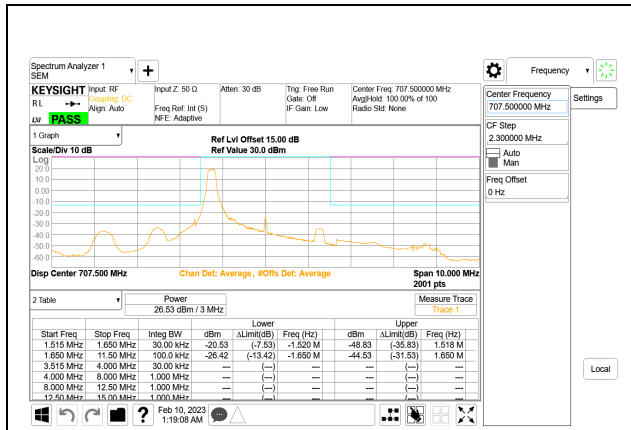 Spectrum Analyzer 1
SEM
Frequency
KEYSIGHT Input: RF Input Z: 50 Ω Atten: 30 dB Trig: Free Run Center Freq: 707.500000 MHz
R L Coupling: DC Gate: Off Avg|Hold: 100.00% of 100
Align: Auto Freq Ref: Int (S) IF Gain: Low Radio Std: None
LXI PASS NFE: Adaptive
Center Frequency
707.500000 MHz
Settings
CF Step
2.300000 MHz
Auto
Man
Freq Offset
0 Hz
1 Graph
Ref Lvl Offset 15.00 dB
Scale/Div 10 dB Ref Value 30.0 dBm
Log
20.0
10.0
0.00
-10.0
-20.0
-30.0
-40.0
-50.0
-60.0
Disp Center 707.500 MHz Chan Det: Average, #Offs Det: Average Span 10.000 MHz
2001 pts
2 Table Power Measure Trace
26.53 dBm / 3 MHz Trace 1
Lower Upper
Start Freq Stop Freq Integ BW dBm ΔLimit(dB) Freq (Hz) dBm ΔLimit(dB) Freq (Hz)
1.515 MHz 1.650 MHz 30.00 kHz -20.53 (-7.53) -1.520 M -48.83 (-35.83) 1.518 M
1.650 MHz 11.50 MHz 100.0 kHz -26.42 (-13.42) -1.650 M -44.53 (-31.53) 1.650 M
3.515 MHz 4.000 MHz 30.00 kHz --- (---) --- --- (---) ---
4.000 MHz 8.000 MHz 1.000 MHz --- (---) --- --- (---) ---
8.000 MHz 12.50 MHz 1.000 MHz --- (---) --- --- (---) ---
12.50 MHz 15.00 MHz 1.000 MHz --- (---) --- --- (---) ---
Local
Feb 10, 2023
1:19:08 AM